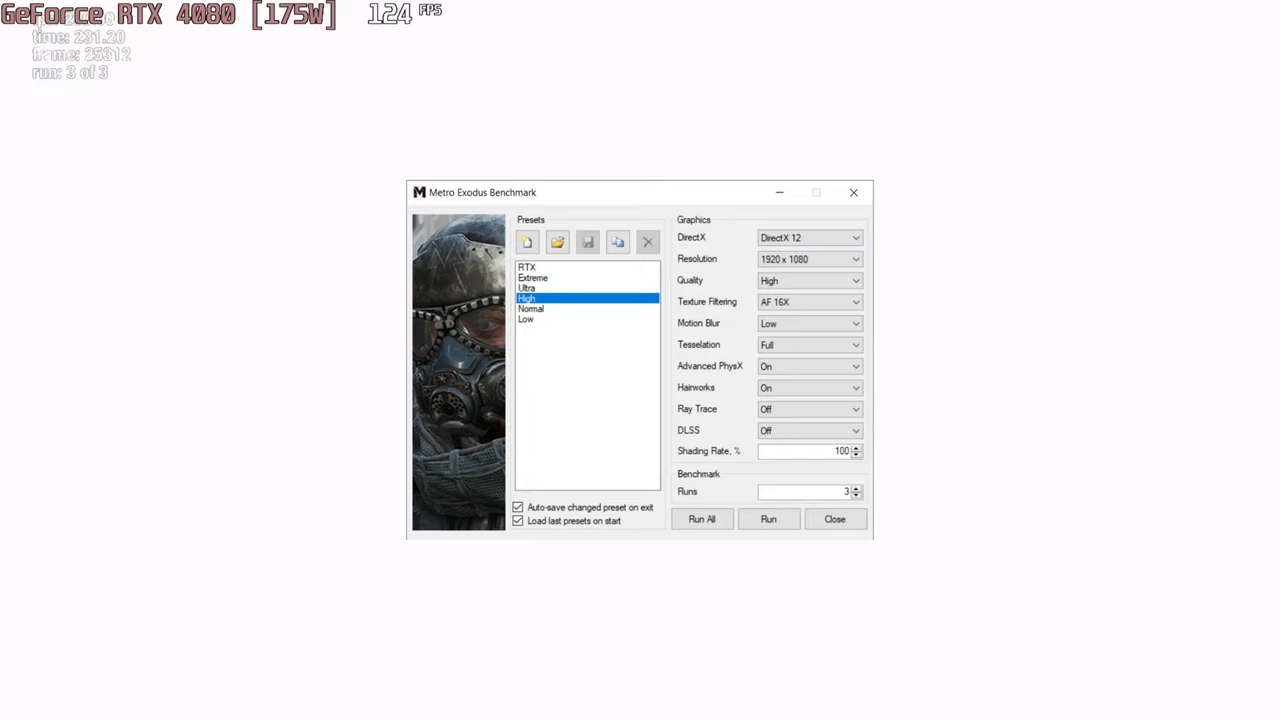 GeForce RTX 4080 [175W] 124 FPS
time: 231.20
frame: 25312
run: 3 of 3
Metro Exodus Benchmark
Presets
RTX
Extreme
Ultra
High
Normal
Low
Auto-save changed preset on exit
Load last presets on start
Graphics
DirectX DirectX 12
Resolution 1920 x 1080
Quality High
Texture Filtering AF 16X
Motion Blur Low
Tesselation Full
Advanced PhysX On
Hairworks On
Ray Trace Off
DLSS Off
Shading Rate, % 100
Benchmark
Runs 3
Run All Run Close